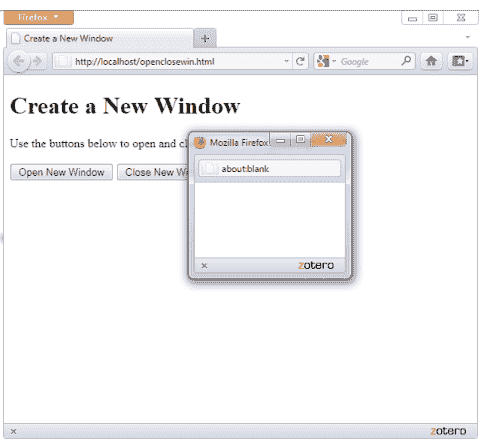 Firefox
Create a New Window
http://localhost/openclosewin.html
Google
Create a New Window
Use the buttons below to open and cl
Open New Window
Close New Wi
Mozilla Firefox
about:blank
× zotero
× zotero